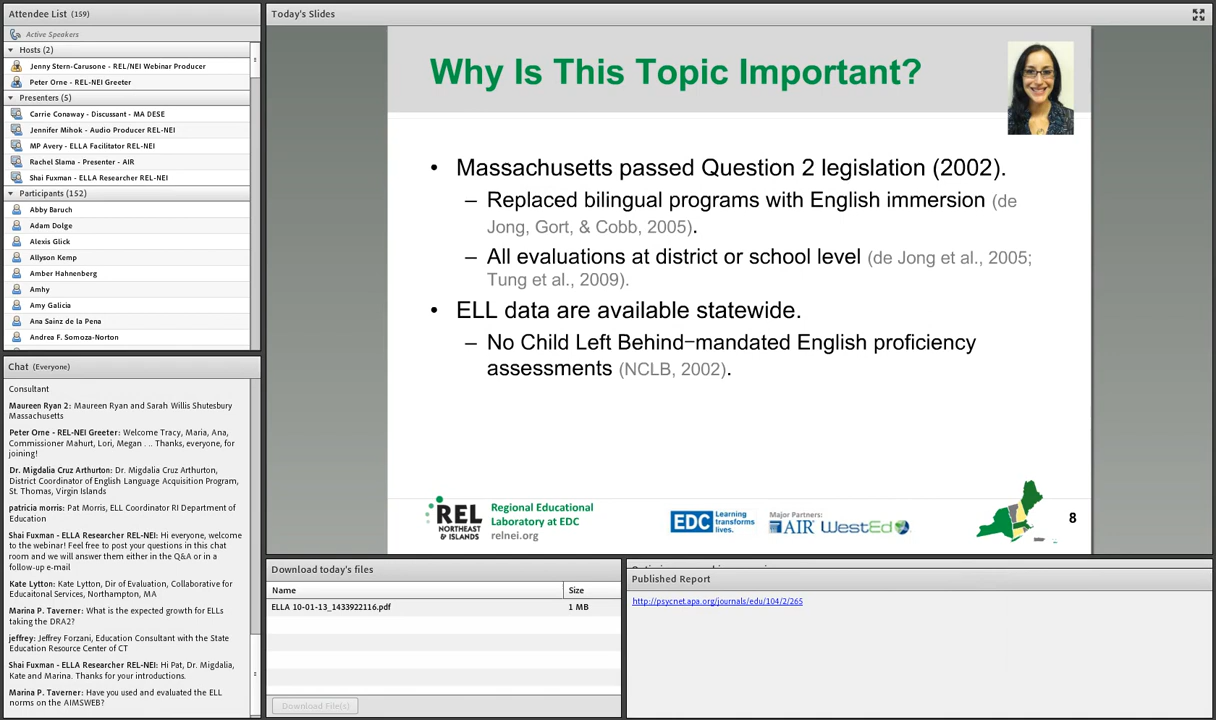 Attendee List (159)
Active Speakers
Hosts (2)
Jenny Stern-Carusone - REL/NEI Webinar Producer
Peter Orne - REL-NEI Greeter
Presenters (5)
Carrie Conaway - Discussant - MA DESE
Jennifer Mihok - Audio Producer REL-NEI
MP Avery - ELLA Facilitator REL-NEI
Rachel Slama - Presenter - AIR
Shai Fuxman - ELLA Researcher REL-NEI
Participants (152)
Abby Baruch
Adam Dolge
Alexis Glick
Allyson Kemp
Amber Hahnenberg
Amhy
Amy Galicia
Ana Sainz de la Pena
Andrea F. Somoza-Norton
Chat (Everyone)
Consultant
Maureen Ryan 2: Maureen Ryan and Sarah Willis Shutesbury
Massachusetts
Peter Orne - REL-NEI Greeter: Welcome Tracy, Maria, Ana,
Commissioner Mahurt, Lori, Megan . .. Thanks, everyone, for
joining!
Dr. Migdalia Cruz Arthurton: Dr. Migdalia Cruz Arthurton,
District Coordinator of English Language Acquisition Program,
St. Thomas, Virgin Islands
patricia morris: Pat Morris, ELL Coordinator RI Department of
Education
Shai Fuxman - ELLA Researcher REL-NEI: Hi everyone, welcome
to the webinar! Feel free to post your questions in this chat
room and we will answer them either in the Q&A or in a
follow-up e-mail
Kate Lytton: Kate Lytton, Dir of Evaluation, Collaborative for
Educaitonal Services, Northampton, MA
Marina P. Taverner: What is the expected growth for ELLs
taking the DRA2?
jeffrey: Jeffrey Forzani, Education Consultant with the State
Education Resource Center of CT
Shai Fuxman - ELLA Researcher REL-NEI: Hi Pat, Dr. Migdalia,
Kate and Marina. Thanks for your introductions.
Marina P. Taverner: Have you used and evaluated the ELL
norms on the AIMSWEB?
Today's Slides
Why Is This Topic Important?
• Massachusetts passed Question 2 legislation (2002).
– Replaced bilingual programs with English immersion (de
Jong, Gort, & Cobb, 2005).
– All evaluations at district or school level (de Jong et al., 2005;
Tung et al., 2009).
• ELL data are available statewide.
– No Child Left Behind–mandated English proficiency
assessments (NCLB, 2002).
REL
NORTHEAST
& ISLANDS
Regional Educational
Laboratory at EDC
relnei.org
EDC Learning
transforms
lives.
Major Partners:
AIR WestEd
8
Download today's files
Name Size
ELLA 10-01-13_1433922116.pdf 1 MB
Download File(s)
Published Report
http://psycnet.apa.org/journals/edu/104/2/265